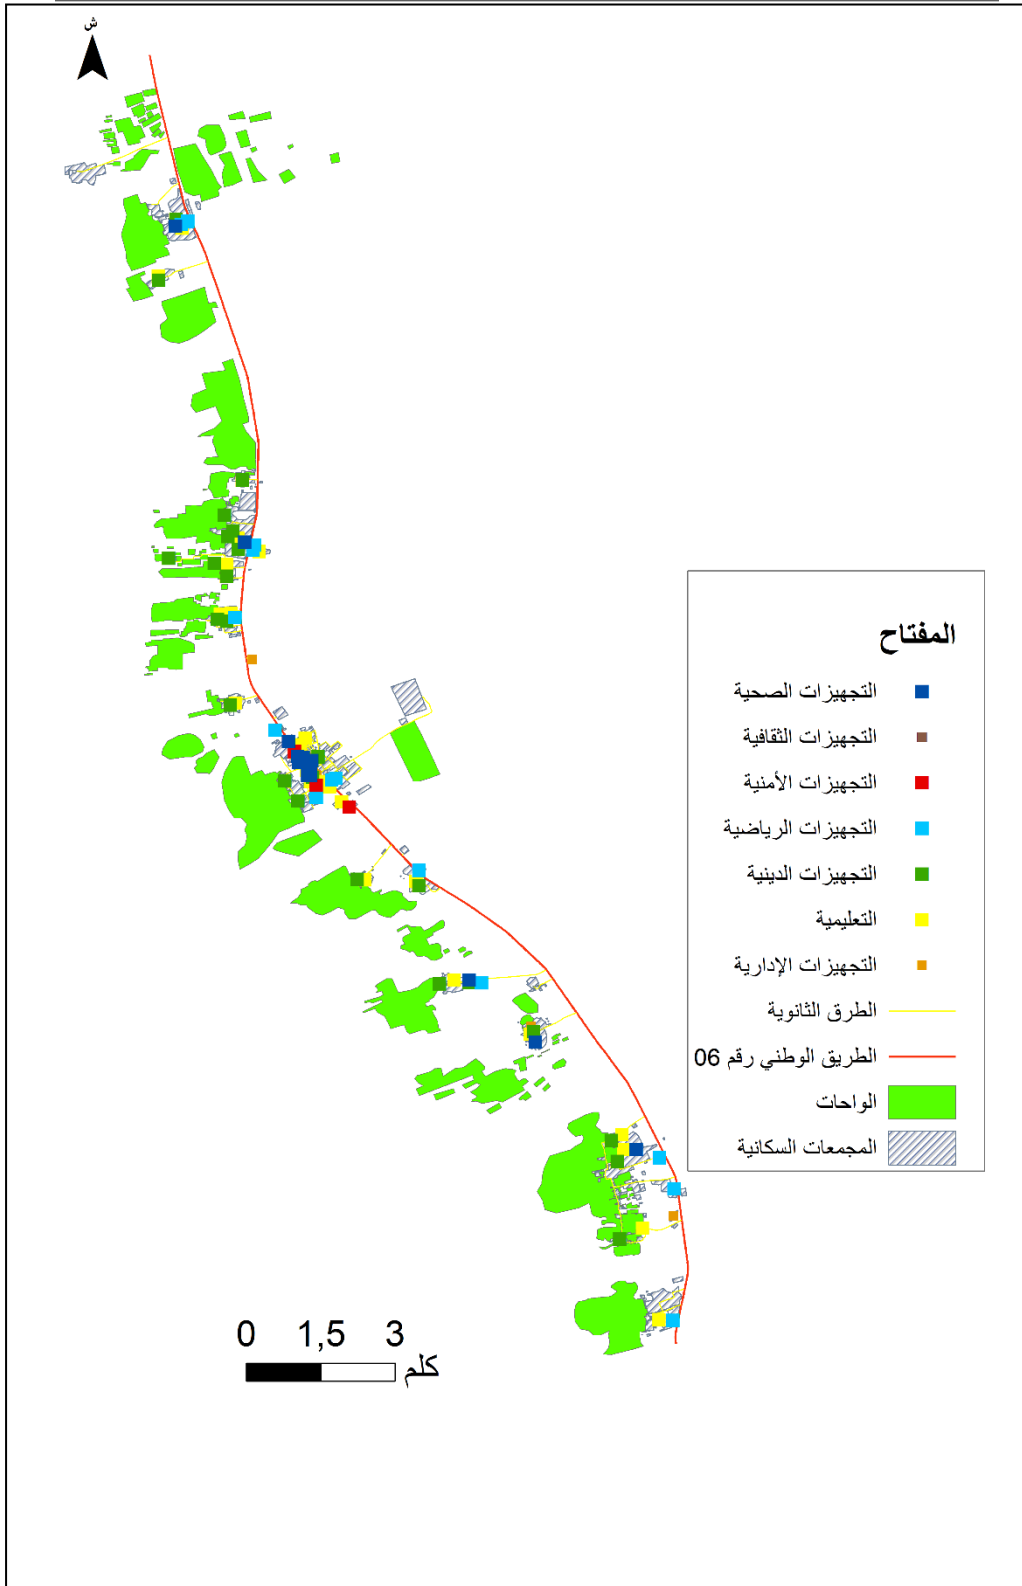 ش
المفتاح
التجهيزات الصحية
التجهيزات الثقافية
التجهيزات الأمنية
التجهيزات الرياضية
التجهيزات الدينية
التعليمية
التجهيزات الإدارية
الطرق الثانوية
الطريق الوطني رقم 06
الواحات
المجمعات السكانية
0 1,5 3
كلم